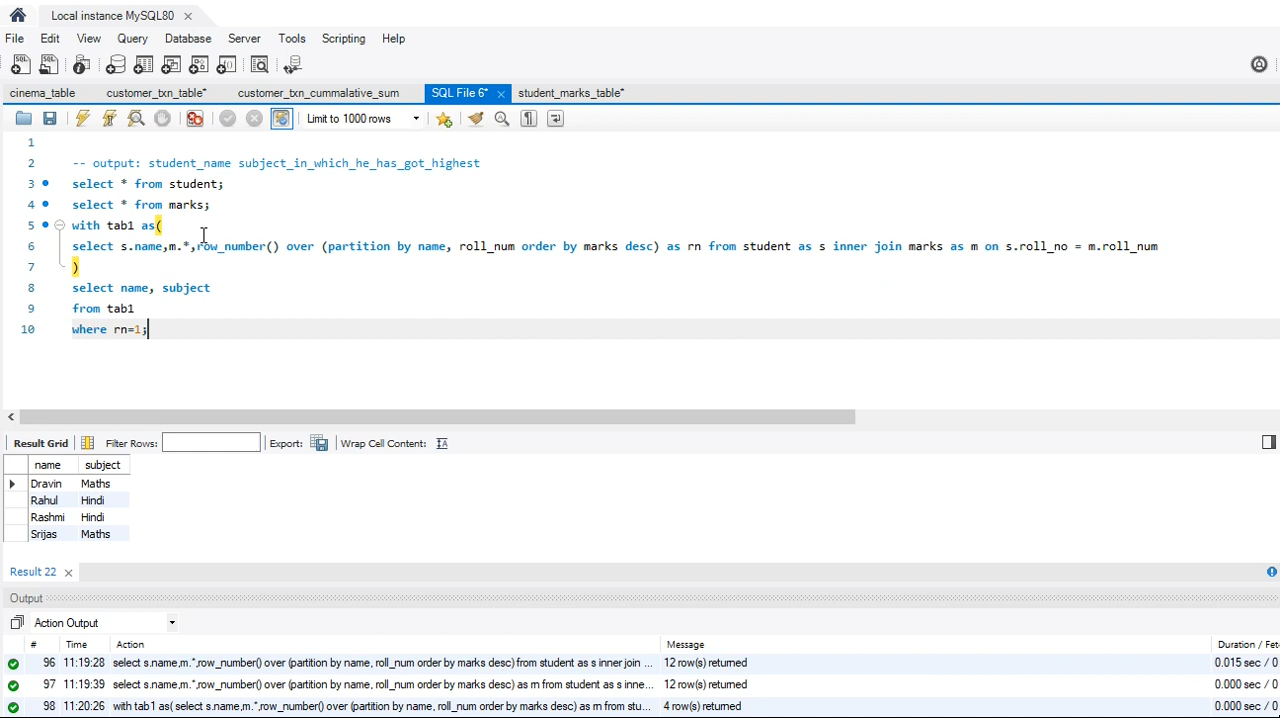 Local instance MySQL80
File Edit View Query Database Server Tools Scripting Help
cinema_table customer_txn_table* customer_txn_cummalative_sum SQL File 6* student_marks_table*
Limit to 1000 rows
1
2 -- output: student_name subject_in_which_he_has_got_highest
3 select * from student;
4 select * from marks;
5 with tab1 as(
6 select s.name,m.*,row_number() over (partition by name, roll_num order by marks desc) as rn from student as s inner join marks as m on s.roll_no = m.roll_num
7 )
8 select name, subject
9 from tab1
10 where rn=1;
Result Grid Filter Rows: Export: Wrap Cell Content:
name subject
Dravin Maths
Rahul Hindi
Rashmi Hindi
Srijas Maths
Result 22
Output
Action Output
# Time Action Message Duration / Fet
96 11:19:28 select s.name,m.*,row_number() over (partition by name, roll_num order by marks desc) from student as s inner join ... 12 row(s) returned 0.015 sec / 0
97 11:19:39 select s.name,m.*,row_number() over (partition by name, roll_num order by marks desc) as rn from student as s inne... 12 row(s) returned 0.000 sec / 0
98 11:20:26 with tab1 as( select s.name,m.*,row_number() over (partition by name, roll_num order by marks desc) as rn from stu... 4 row(s) returned 0.000 sec / 0